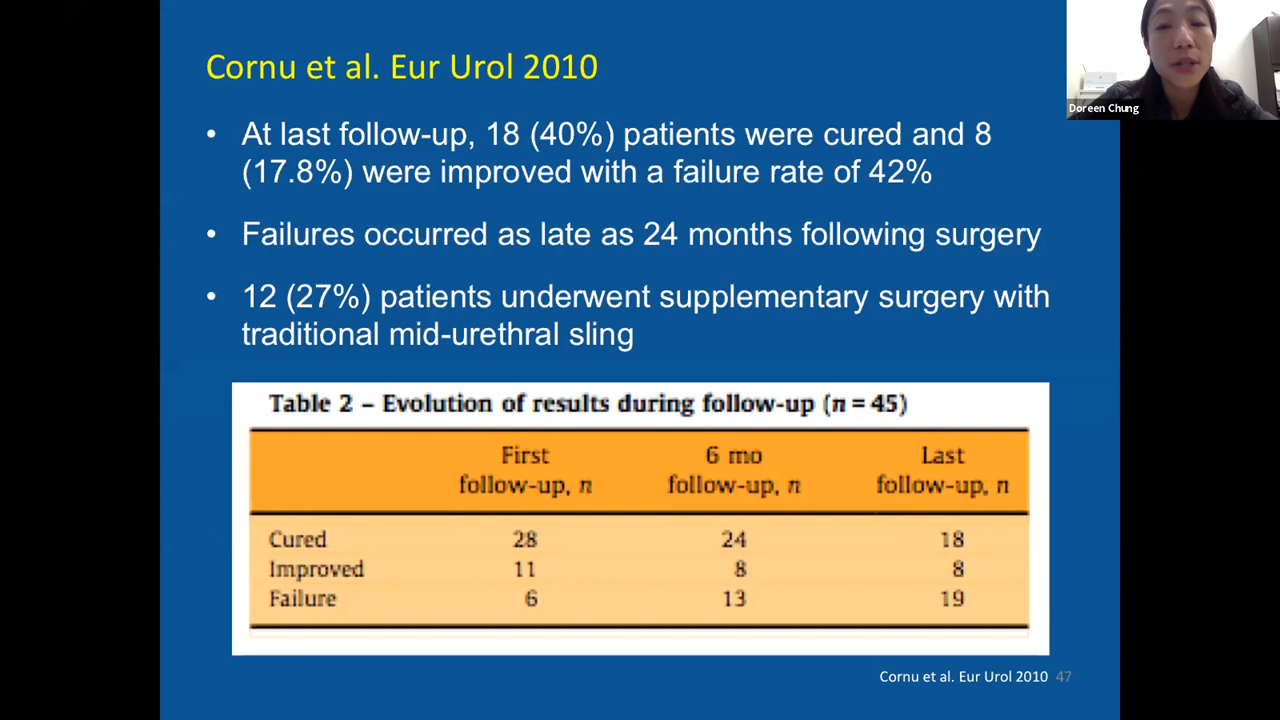 Cornu et al. Eur Urol 2010
Doreen Chung
• At last follow-up, 18 (40%) patients were cured and 8
(17.8%) were improved with a failure rate of 42%
• Failures occurred as late as 24 months following surgery
• 12 (27%) patients underwent supplementary surgery with
traditional mid-urethral sling
Table 2 – Evolution of results during follow-up (n = 45)
First follow-up, n 6 mo follow-up, n Last follow-up, n
Cured 28 24 18
Improved 11 8 8
Failure 6 13 19
Cornu et al. Eur Urol 2010 47